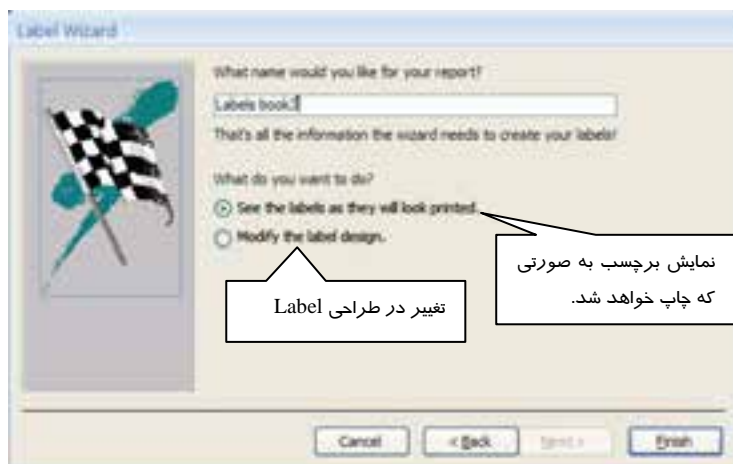 Label Wizard
What name would you like for your report?
Labels book2
That's all the information the wizard needs to create your labels!
What do you want to do?
See the labels as they will look printed.
Modify the label design.
نمایش برچسب به صورتی
که چاپ خواهد شد.
تغییر در طراحی Label
Cancel
< Back
Next >
Finish